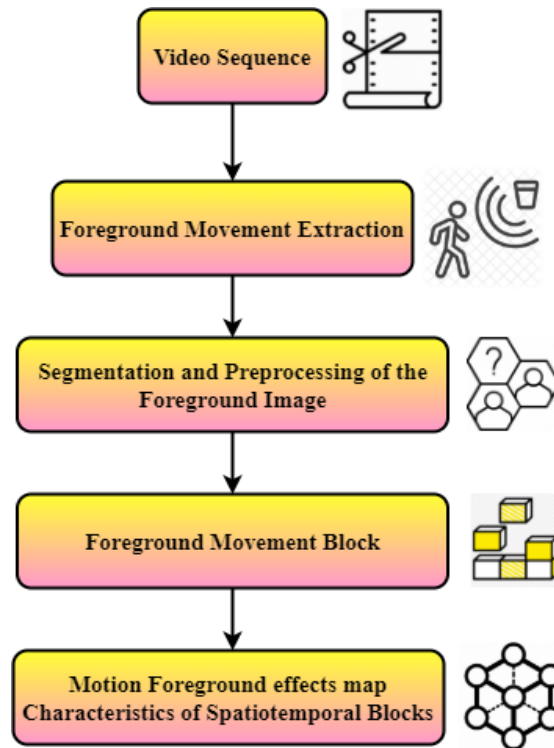 Video Sequence
Foreground Movement Extraction
Segmentation and Preprocessing of the
Foreground Image
?
Foreground Movement Block
Motion Foreground effects map
Characteristics of Spatiotemporal Blocks